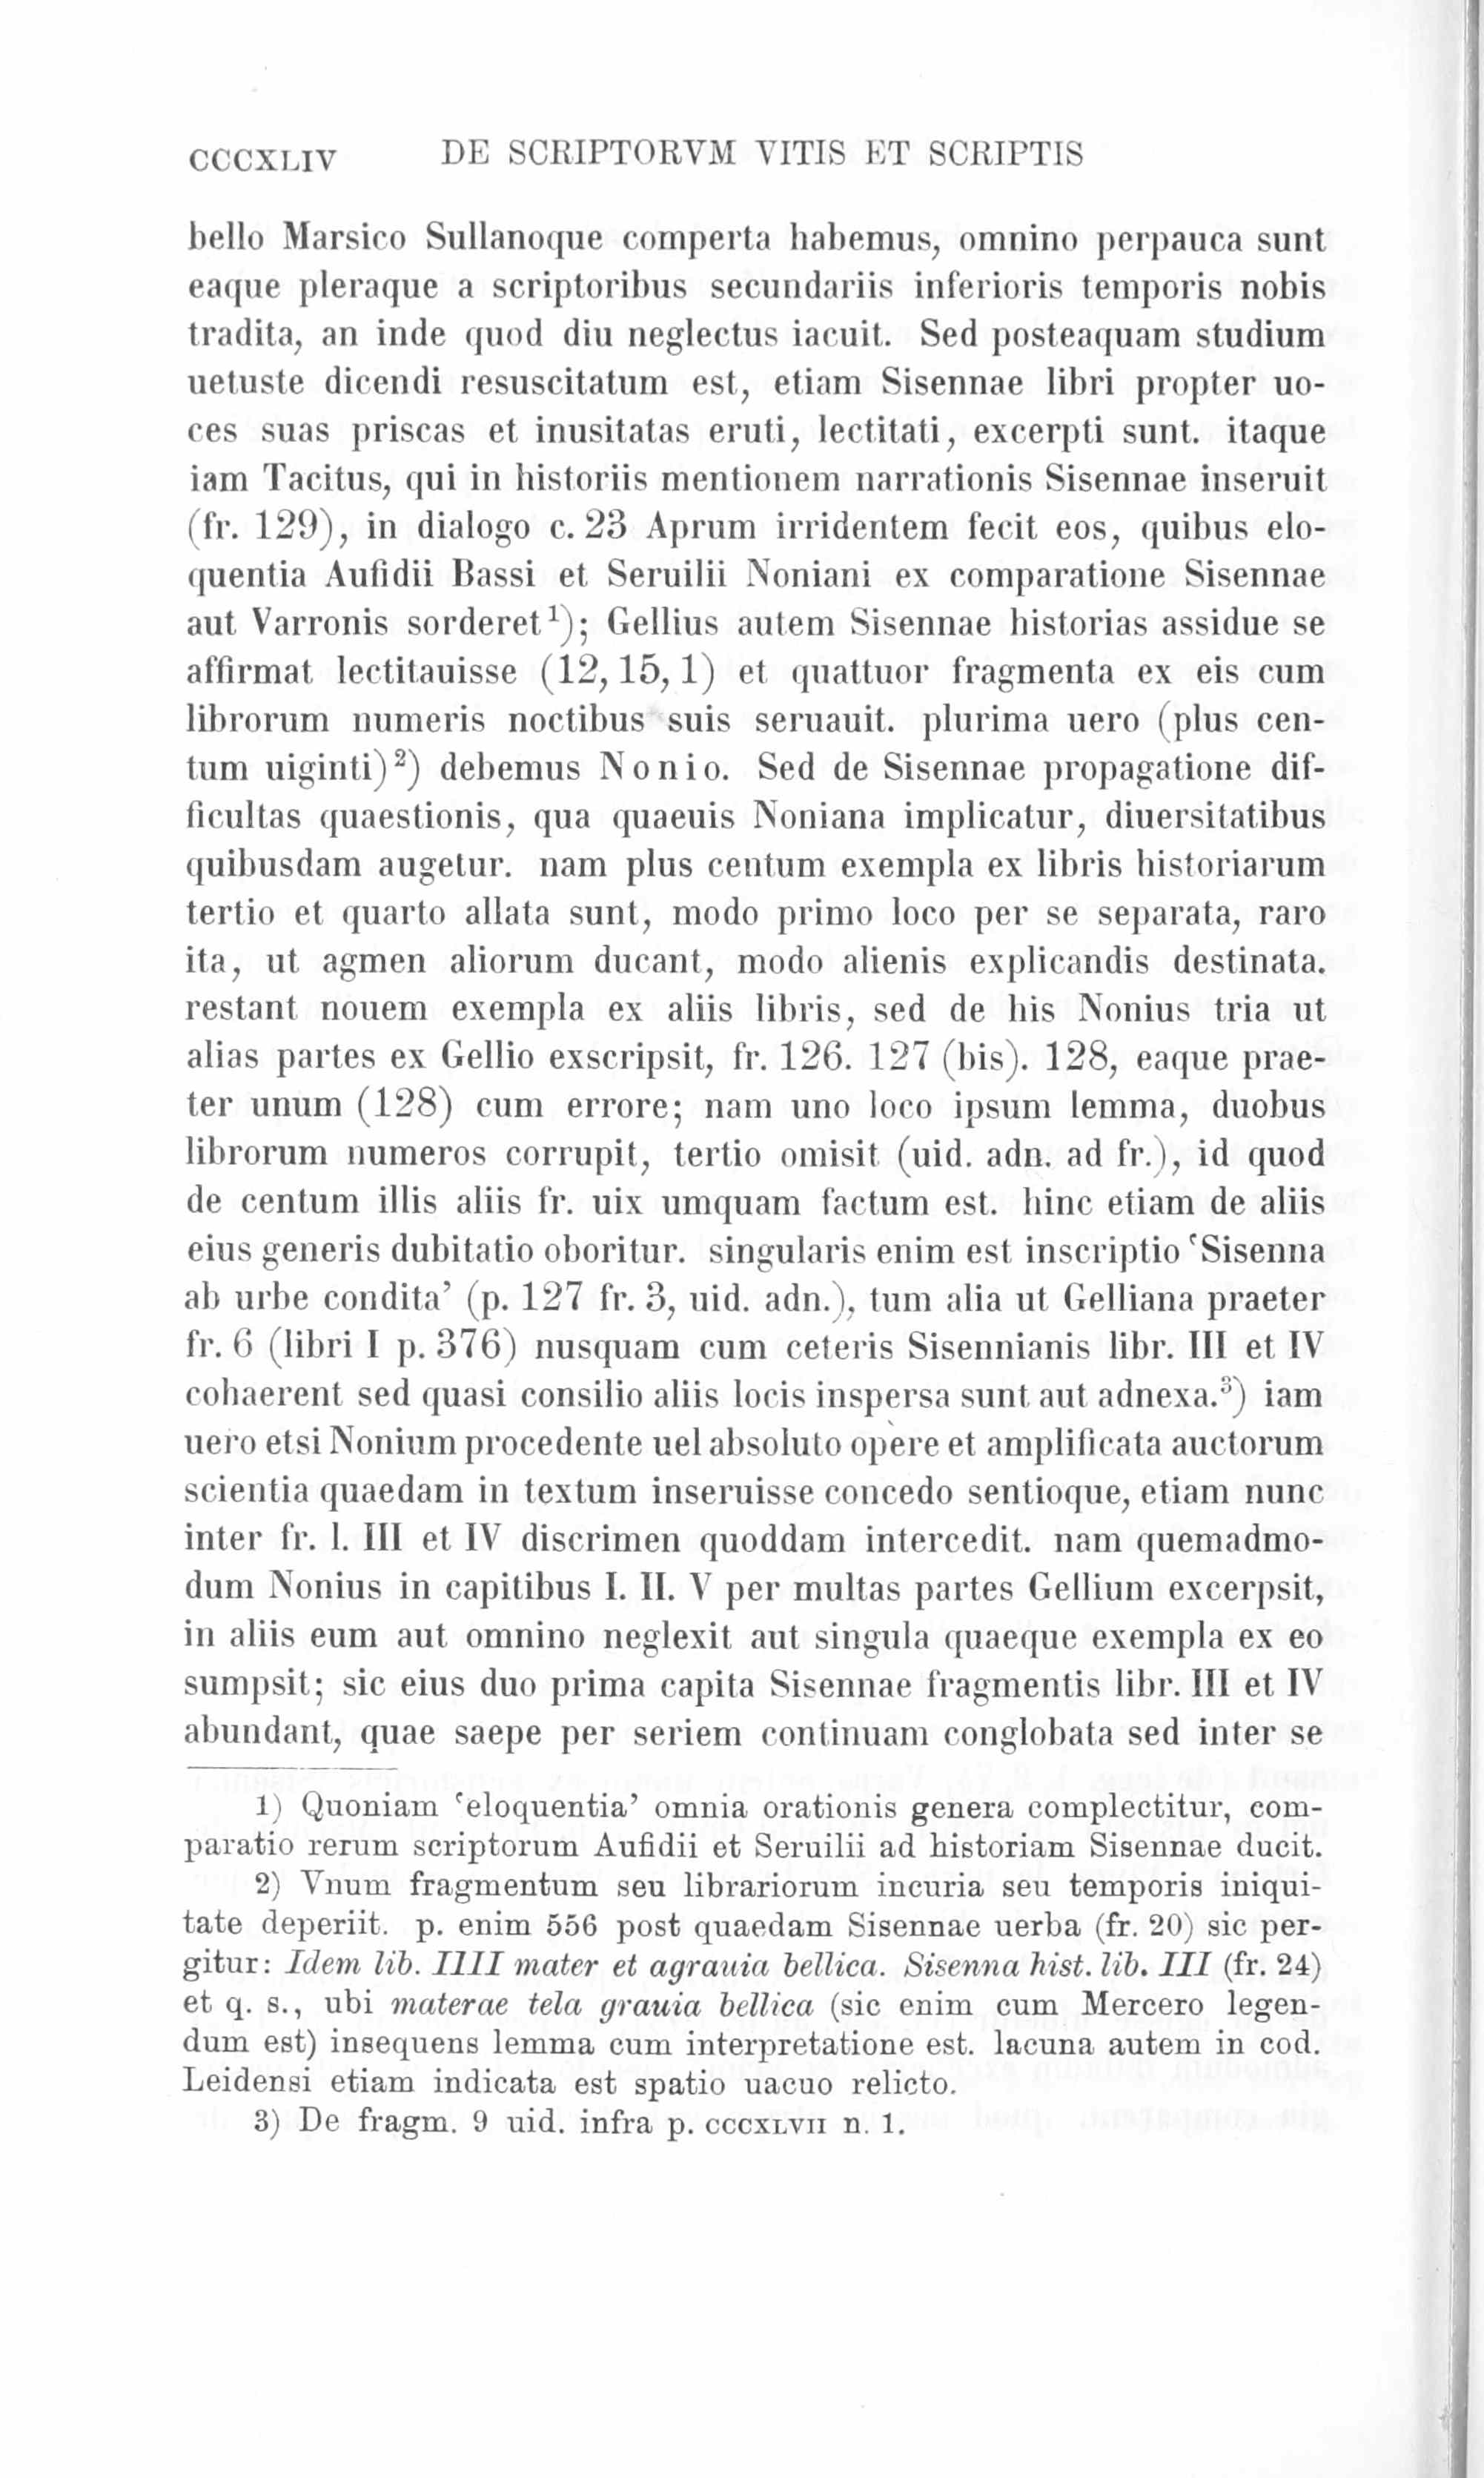 CCCXLIV DE SCRIPTORVM VITIS ET SCRIPTIS
bello Marsico Sullanoque comperta habemus, omnino perpauca sunt
eaque pleraque a scriptoribus secundariis inferioris temporis nobis
tradita, an inde quod diu neglectus iacuit. Sed posteaquam studium
uetuste dicendi resuscitatum est, etiam Sisennae libri propter uo-
ces suas priscas et inusitatas eruti, lectitati, excerpti sunt. itaque
iam Tacitus, qui in historiis mentionem narrationis Sisennae inseruit
(fr. 129), in dialogo c. 23 Aprum irridentem fecit eos, quibus elo-
quentia Aufidii Bassi et Seruilii Noniani ex comparatione Sisennae
aut Varronis sorderet¹); Gellius autem Sisennae historias assidue se
affirmat lectitauisse (12, 15, 1) et quattuor fragmenta ex eis cum
librorum numeris noctibus suis seruauit. plurima uero (plus cen-
tum uiginti)²) debemus Nonio. Sed de Sisennae propagatione dif-
ficultas quaestionis, qua quaeuis Noniana implicatur, diuersitatibus
quibusdam augetur. nam plus centum exempla ex libris historiarum
tertio et quarto allata sunt, modo primo loco per se separata, raro
ita, ut agmen aliorum ducant, modo alienis explicandis destinata.
restant nouem exempla ex aliis libris, sed de his Nonius tria ut
alias partes ex Gellio exscripsit, fr. 126. 127 (bis). 128, eaque prae-
ter unum (128) cum errore; nam uno loco ipsum lemma, duobus
librorum numeros corrupit, tertio omisit (uid. adn. ad fr.), id quod
de centum illis aliis fr. uix umquam factum est. hinc etiam de aliis
eius generis dubitatio oboritur. singularis enim est inscriptio ‘Sisenna
ab urbe condita’ (p. 127 fr. 3, uid. adn.), tum alia ut Gelliana praeter
fr. 6 (libri I p. 376) nusquam cum ceteris Sisennianis libr. III et IV
cohaerent sed quasi consilio aliis locis inspersa sunt aut adnexa.³) iam
uero etsi Nonium procedente uel absoluto opere et amplificata auctorum
scientia quaedam in textum inseruisse concedo sentioque, etiam nunc
inter fr. l. III et IV discrimen quoddam intercedit. nam quemadmo-
dum Nonius in capitibus I. II. V per multas partes Gellium excerpsit,
in aliis eum aut omnino neglexit aut singula quaeque exempla ex eo
sumpsit; sic eius duo prima capita Sisennae fragmentis libr. III et IV
abundant, quae saepe per seriem continuam conglobata sed inter se
1) Quoniam ‘eloquentia’ omnia orationis genera complectitur, com-
paratio rerum scriptorum Aufidii et Seruilii ad historiam Sisennae ducit.
2) Vnum fragmentum seu librariorum incuria seu temporis iniqui-
tate deperiit. p. enim 556 post quaedam Sisennae uerba (fr. 20) sic per-
gitur: Idem lib. IIII mater et agrauia bellica. Sisenna hist. lib. III (fr. 24)
et q. s., ubi materae tela grauia bellica (sic enim cum Mercero legen-
dum est) insequens lemma cum interpretatione est. lacuna autem in cod.
Leidensi etiam indicata est spatio uacuo relicto.
3) De fragm. 9 uid. infra p. CCCXLVII n. 1.